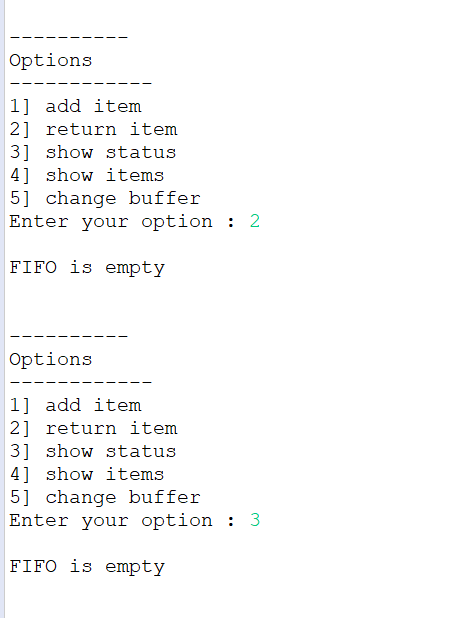 ----------
Options
------------
1] add item
2] return item
3] show status
4] show items
5] change buffer
Enter your option : 2
FIFO is empty
----------
Options
------------
1] add item
2] return item
3] show status
4] show items
5] change buffer
Enter your option : 3
FIFO is empty